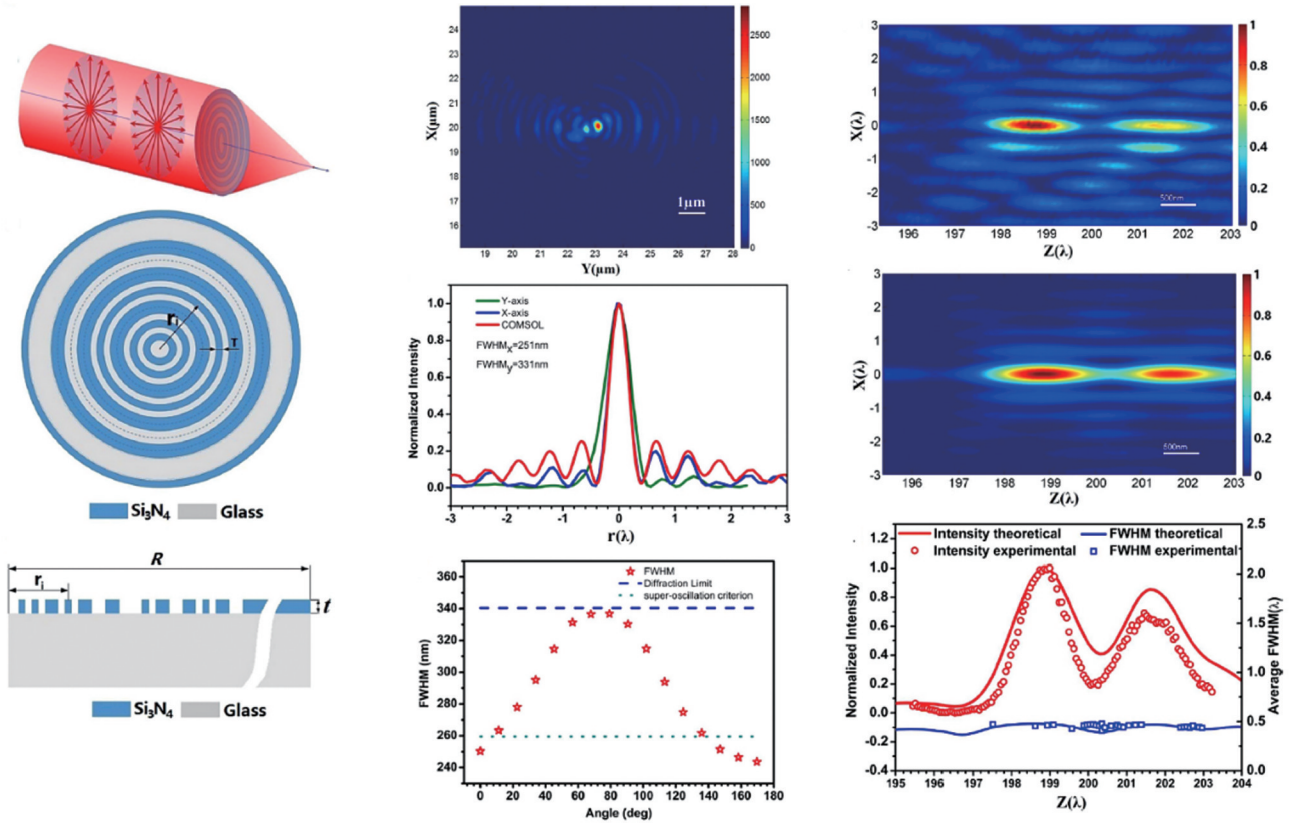 r_i
T
Si₃N₄ Glass
R
r_i
t
Si₃N₄ Glass
25
24
23
22
21
20
19
18
17
16
X(μm)
1μm
19 20 21 22 23 24 25 26 27 28
Y(μm)
2500
2000
1500
1000
500
0
Y-axis
X-axis
COMSOL
FWHMₓ=251nm
FWHM_y=331nm
1.0
0.8
0.6
0.4
0.2
0.0
Normalized Intensity
-3 -2 -1 0 1 2 3
r(λ)
360
340
320
300
280
260
240
FWHM (nm)
FWHM
Diffraction Limit
super-oscillation criterion
0 20 40 60 80 100 120 140 160 180
Angle (deg)
3
2
1
0
-1
-2
-3
X(λ)
500nm
196 197 198 199 200 201 202 203
Z(λ)
1
0.8
0.6
0.4
0.2
0
3
2
1
0
-1
-2
-3
X(λ)
500nm
196 197 198 199 200 201 202 203
Z(λ)
1
0.8
0.6
0.4
0.2
0
Intensity theoretical FWHM theoretical
Intensity experimental FWHM experimental
1.2
1.0
0.8
0.6
0.4
0.2
0.0
-0.2
-0.4
Normalized Intensity
2.5
2.0
1.5
1.0
0.5
0.0
Average FWHM(λ)
195 196 197 198 199 200 201 202 203 204
Z(λ)